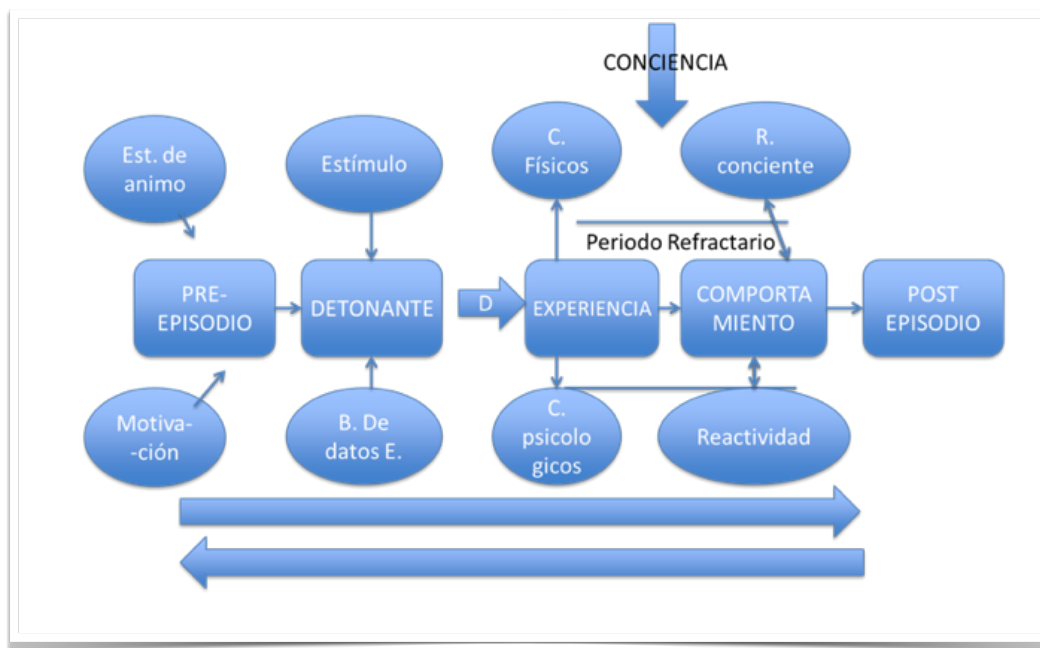 CONCIENCIA
Est. de
animo
Estímulo
C.
Físicos
R.
conciente
Periodo Refractario
PRE-
EPISODIO
DETONANTE
D
EXPERIENCIA
COMPORTA
MIENTO
POST
EPISODIO
Motiva-
-ción
B. De
datos E.
C.
psicolo
gicos
Reactividad